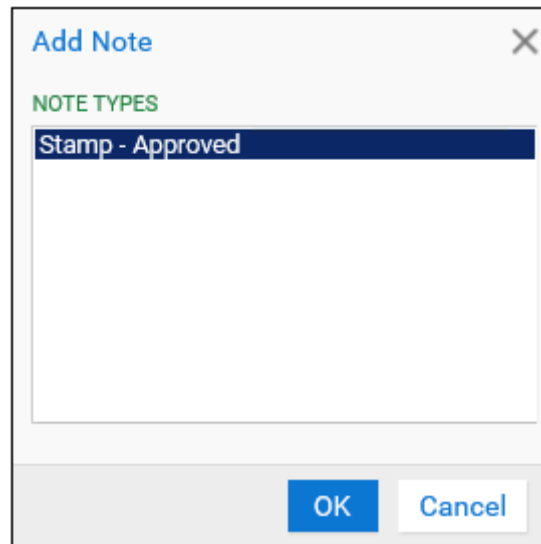 Add Note
NOTE TYPES
Stamp - Approved
OK
Cancel